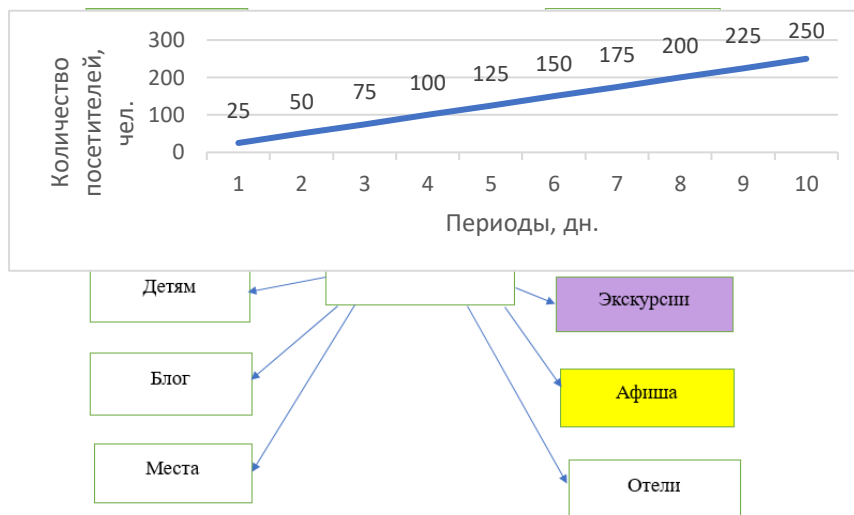 Количество
посетителей,
чел.
300
200
100
0
25
50
75
100
125
150
175
200
225
250
1 2 3 4 5 6 7 8 9 10
Периоды, дн.
Детям
Экскурсии
Блог
Афиша
Места
Отели